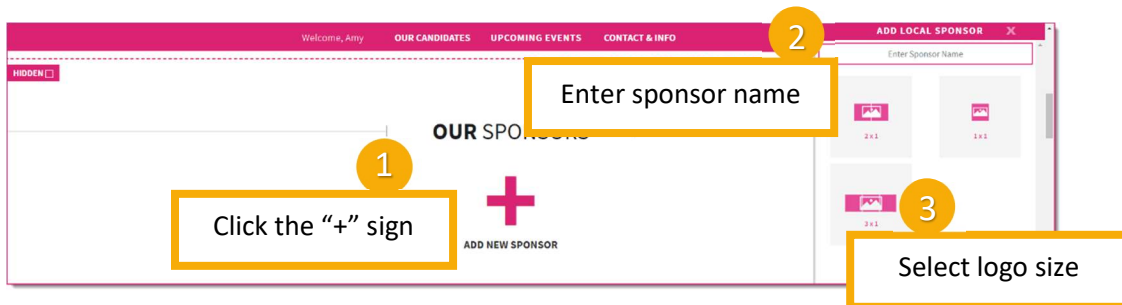 Welcome, Amy OUR CANDIDATES UPCOMING EVENTS CONTACT & INFO
2
ADD LOCAL SPONSOR X
Enter Sponsor Name
HIDDEN
Enter sponsor name
2 x 1
1 x 1
OUR SPONSORS
1
Click the “+” sign
3
3 x 1
ADD NEW SPONSOR
Select logo size